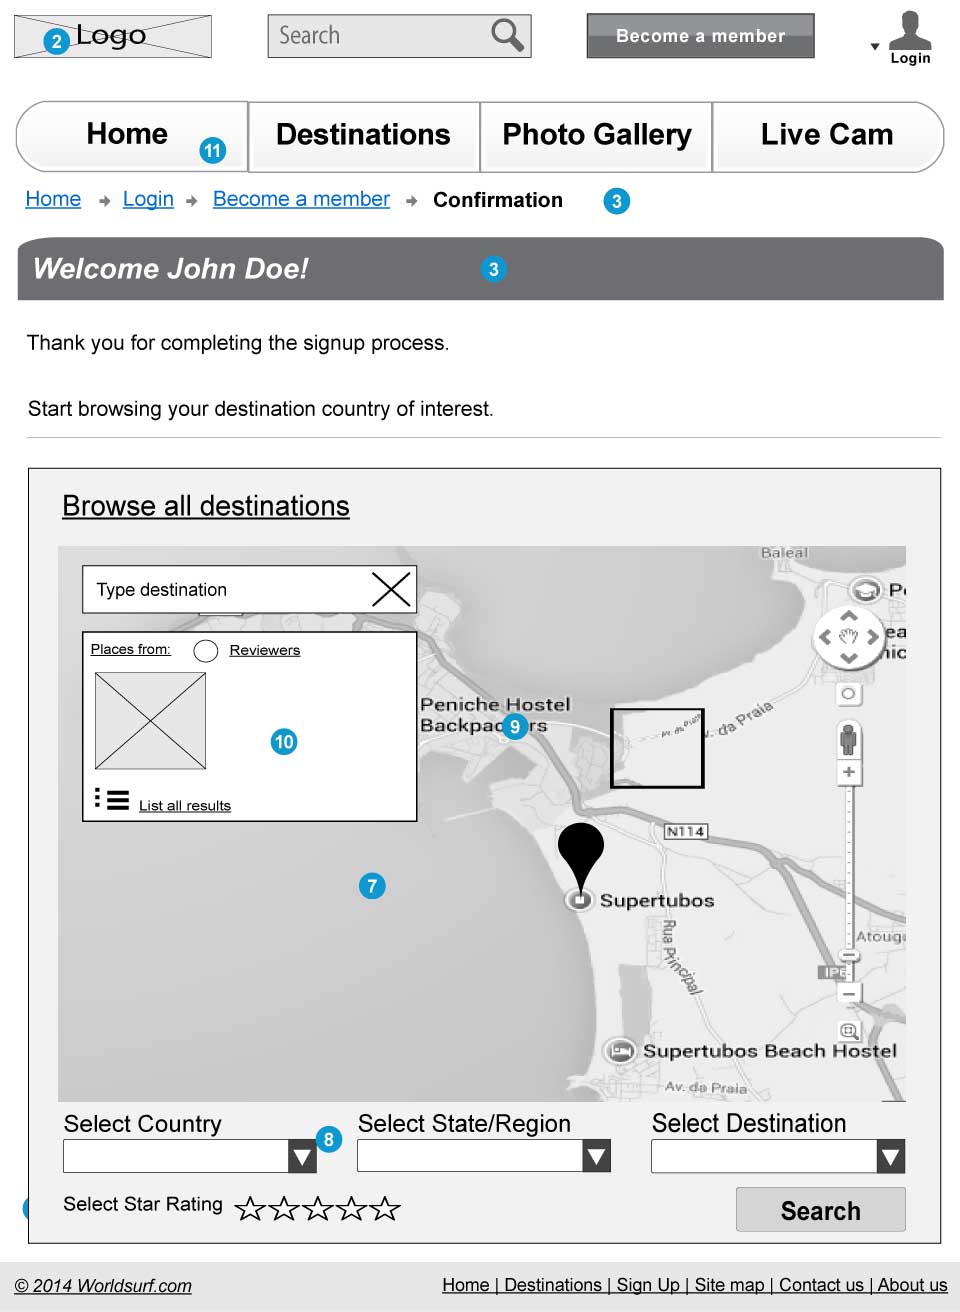 2 Logo
Search
Become a member
Login
Home 11
Destinations
Photo Gallery
Live Cam
Home Login Become a member Confirmation 3
Welcome John Doe! 3
Thank you for completing the signup process.
Start browsing your destination country of interest.
Browse all destinations
Baleal
Type destination
Places from: Reviewers
Peniche Hostel
9
10
Av. da Praia
List all results
N114
7
Supertubos
Rua Principal
IP6
Supertubos Beach Hostel
Av. da Praia
Select Country
8
Select State/Region
Select Destination
Select Star Rating
Search
© 2014 Worldsurf.com
Home | Destinations | Sign Up | Site map | Contact us | About us